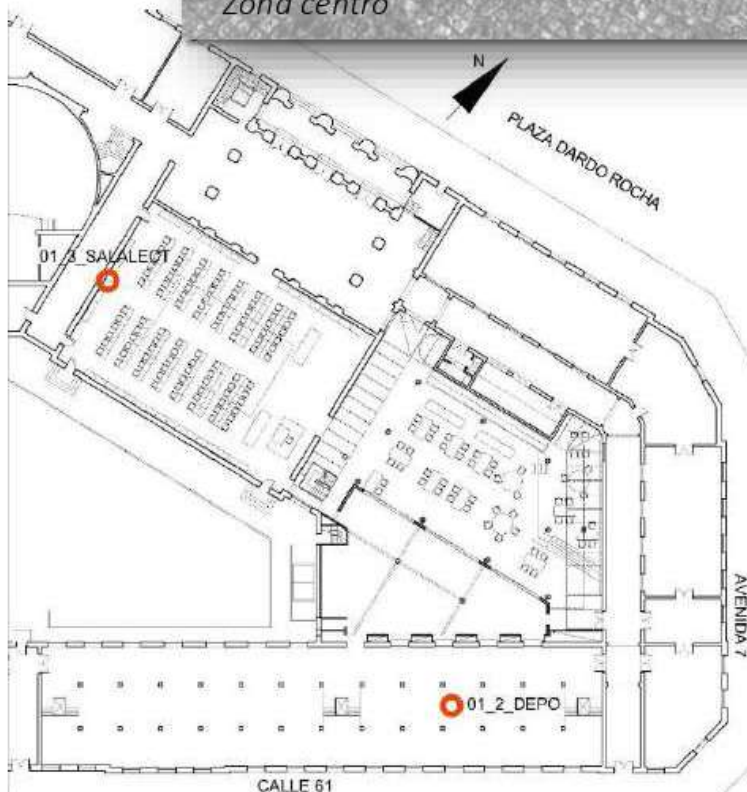 Zona centro
N
PLAZA DARDO ROCHA
01_3_SALALECT
01_2_DEPO
AVENIDA 7
CALLE 61